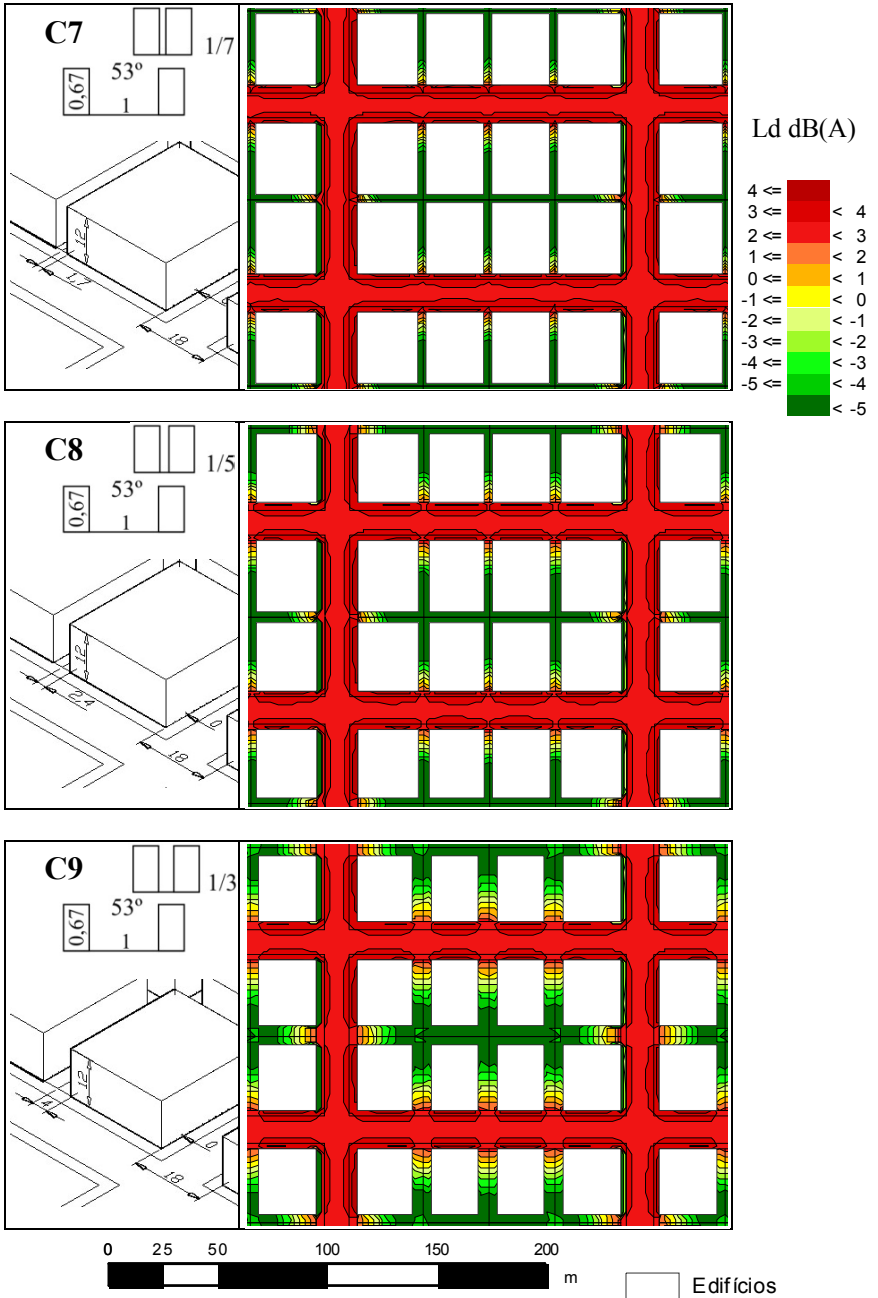 C7
1/7
0,67
53º
1
12
1,7
18
Ld dB(A)
4 <=
3 <= < 4
2 <= < 3
1 <= < 2
0 <= < 1
-1 <= < 0
-2 <= < -1
-3 <= < -2
-4 <= < -3
-5 <= < -4
< -5
C8
1/5
0,67
53º
1
12
2,4
18
C9
1/3
0,67
53º
1
12
4
18
0 25 50 100 150 200
m
Edifícios